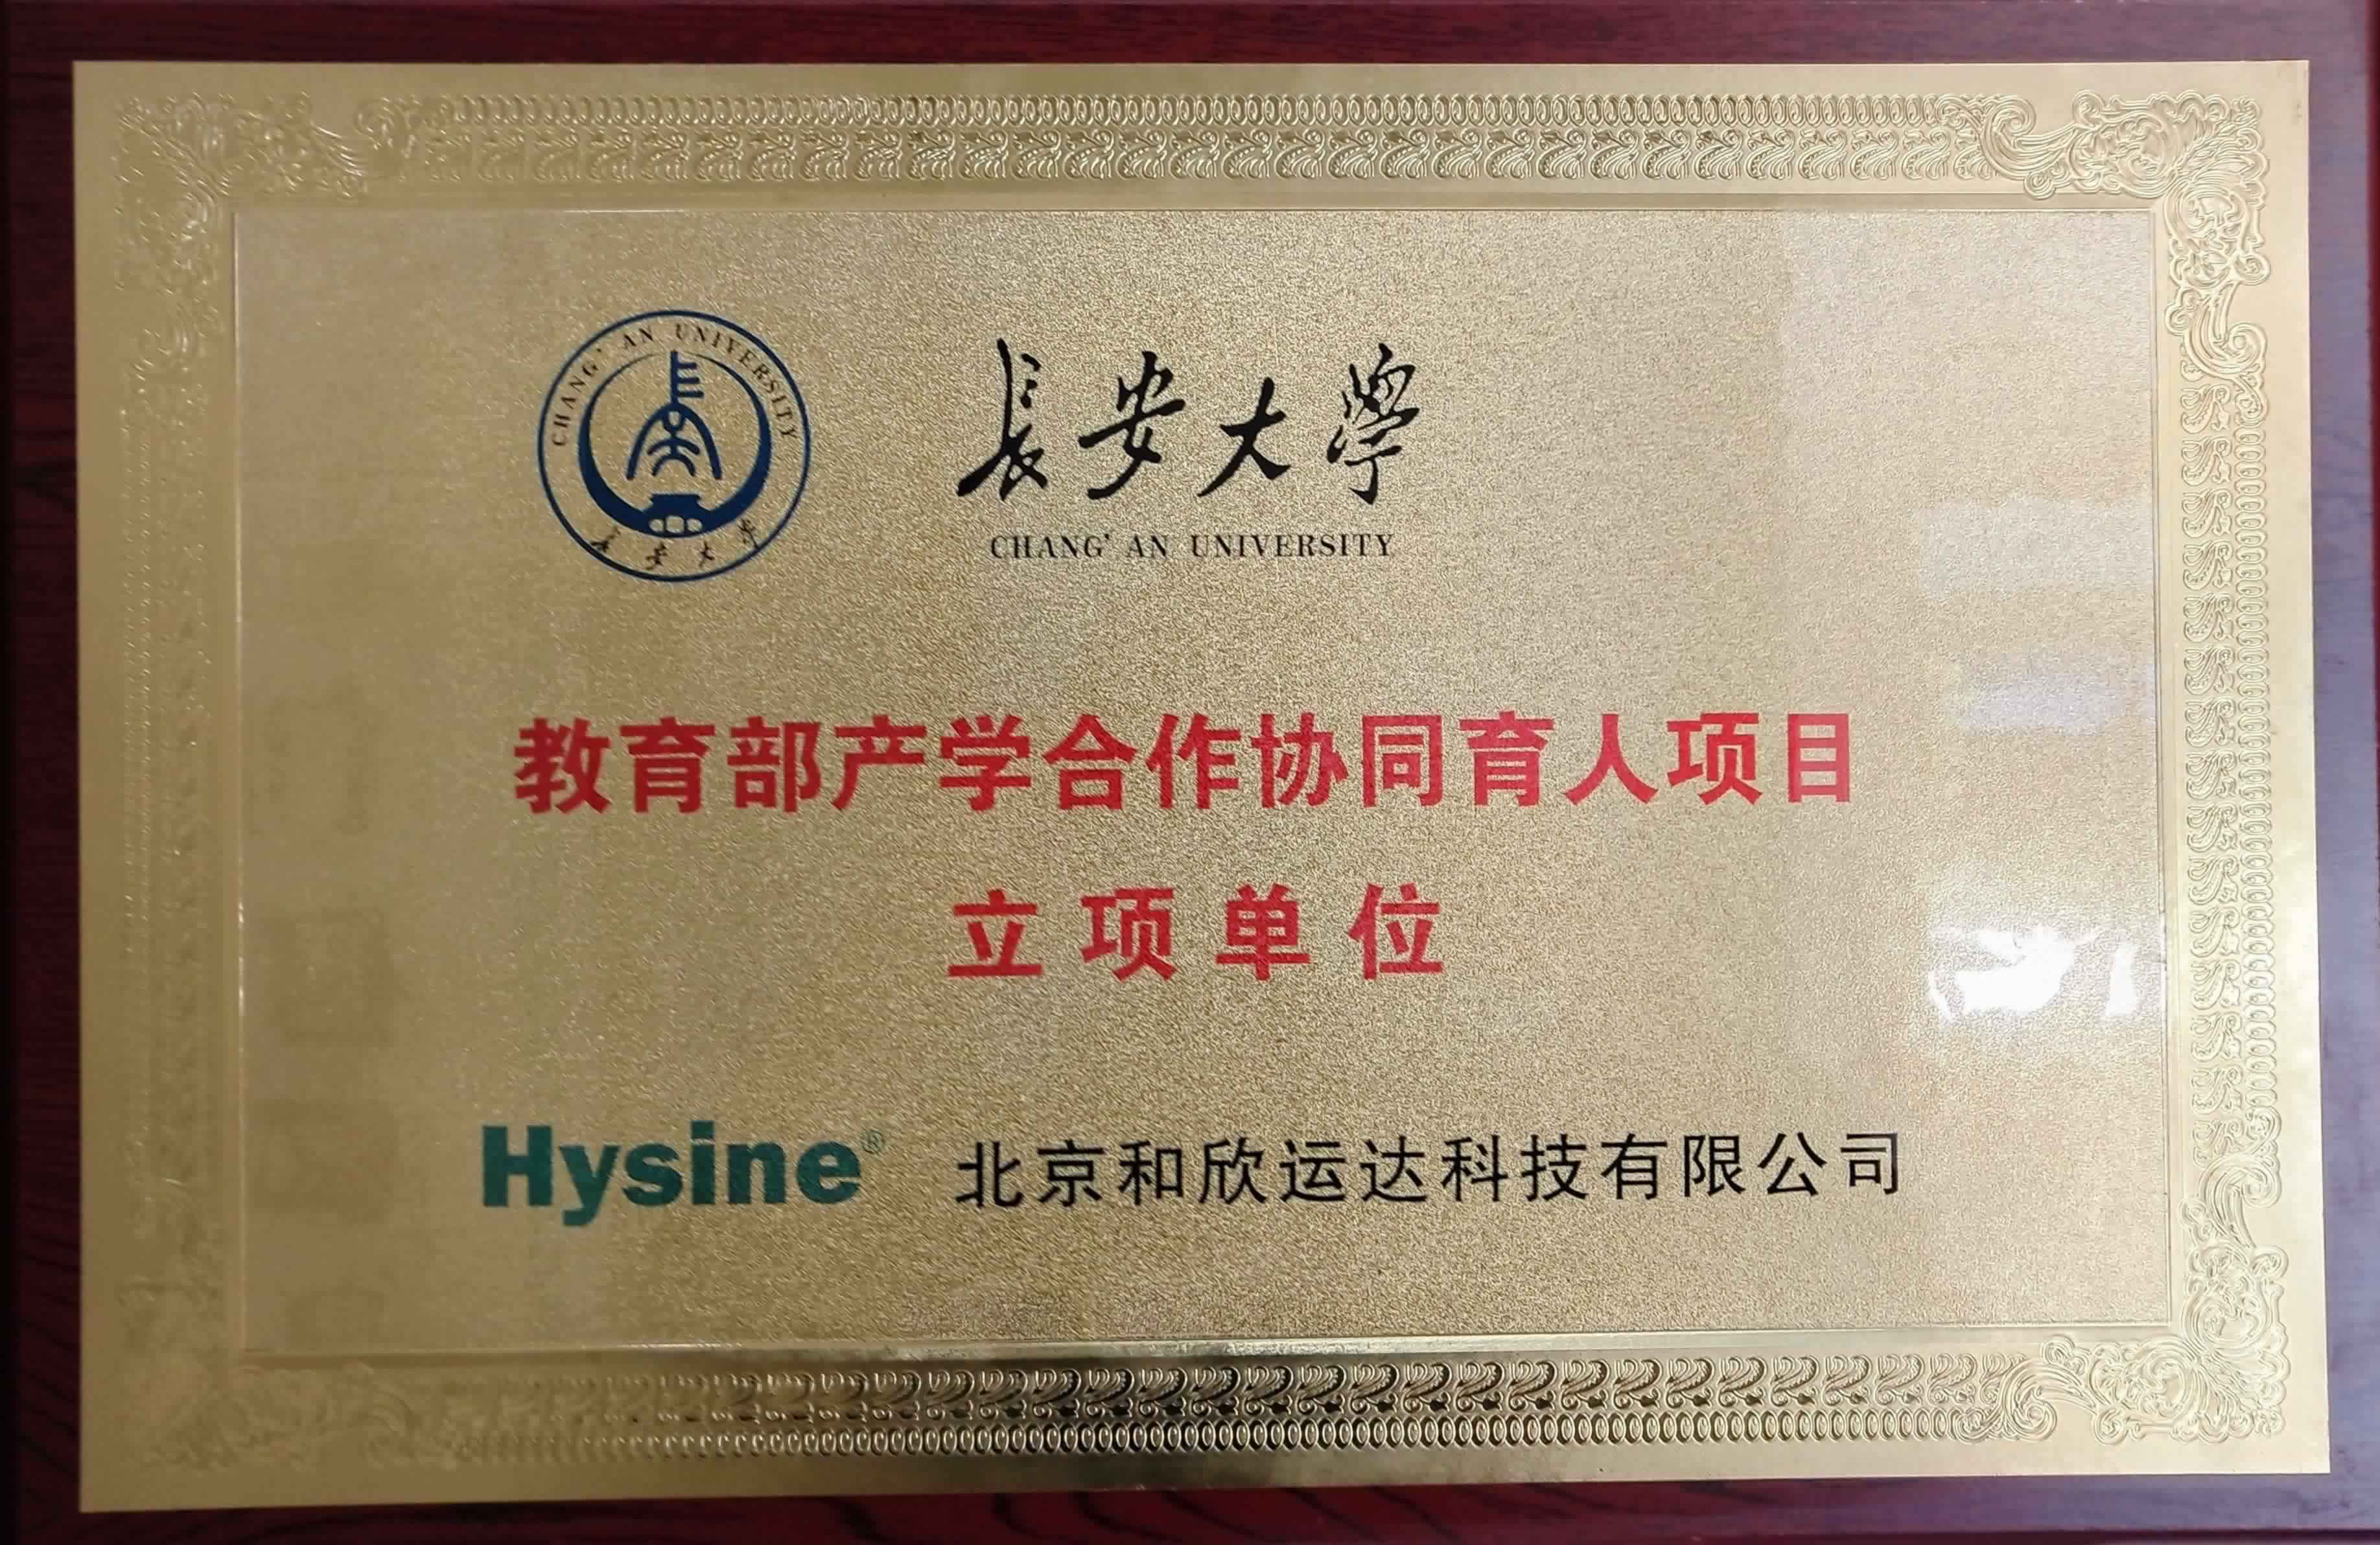 CHANG' AN UNIVERSITY
長安大學
長安大學
CHANG' AN UNIVERSITY
教育部产学合作协同育人项目
立项单位
Hysine® 北京和欣运达科技有限公司